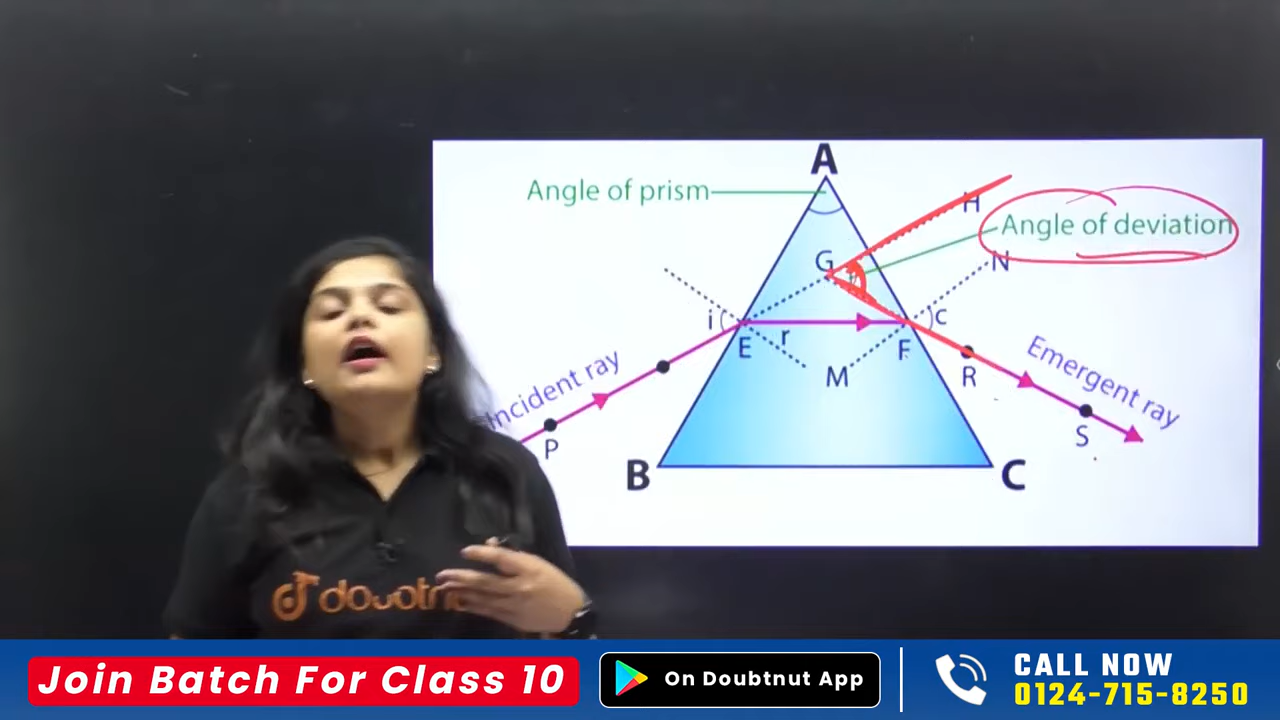 A
Angle of prism
H
Angle of deviation
G
N
i
r
c
E
F
M
R
Incident ray
Emergent ray
P
S
B
C
Join Batch For Class 10
On Doubtnut App
CALL NOW
0124-715-8250